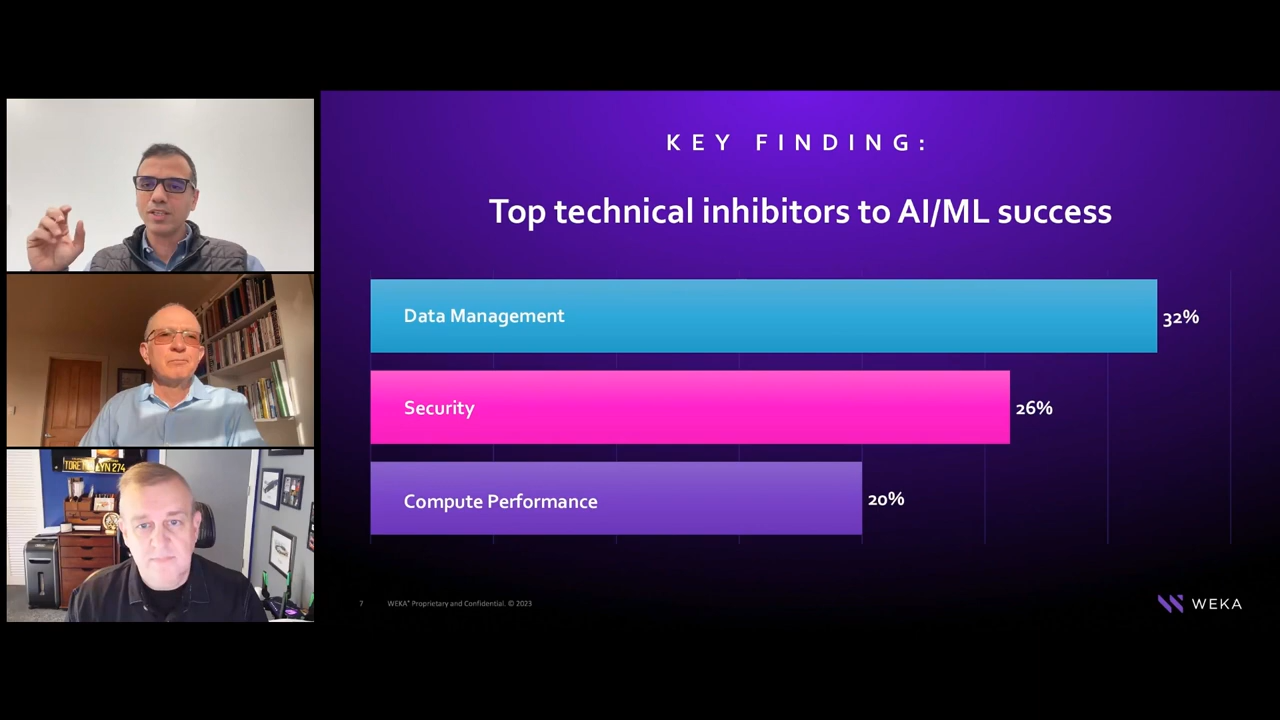 KEY FINDING:
Top technical inhibitors to AI/ML success
Data Management
32%
Security
26%
Compute Performance
20%
7
WEKA* Proprietary and Confidential. © 2023
WEKA